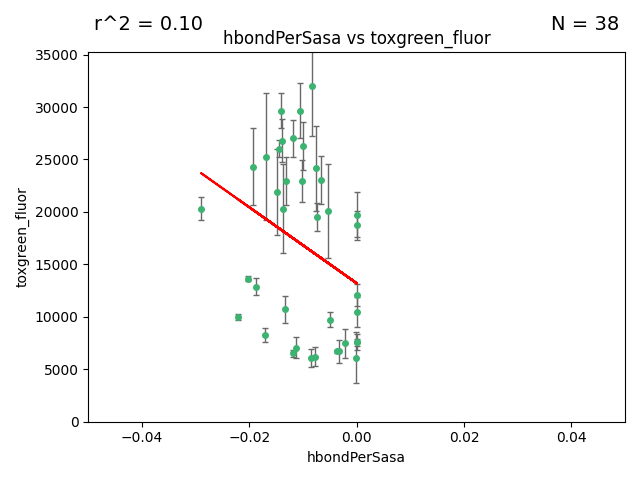 r^2 = 0.10
N = 38
hbondPerSasa vs toxgreen_fluor
toxgreen_fluor
35000
30000
25000
20000
15000
10000
5000
0
−0.04
−0.02
0.00
0.02
0.04
hbondPerSasa